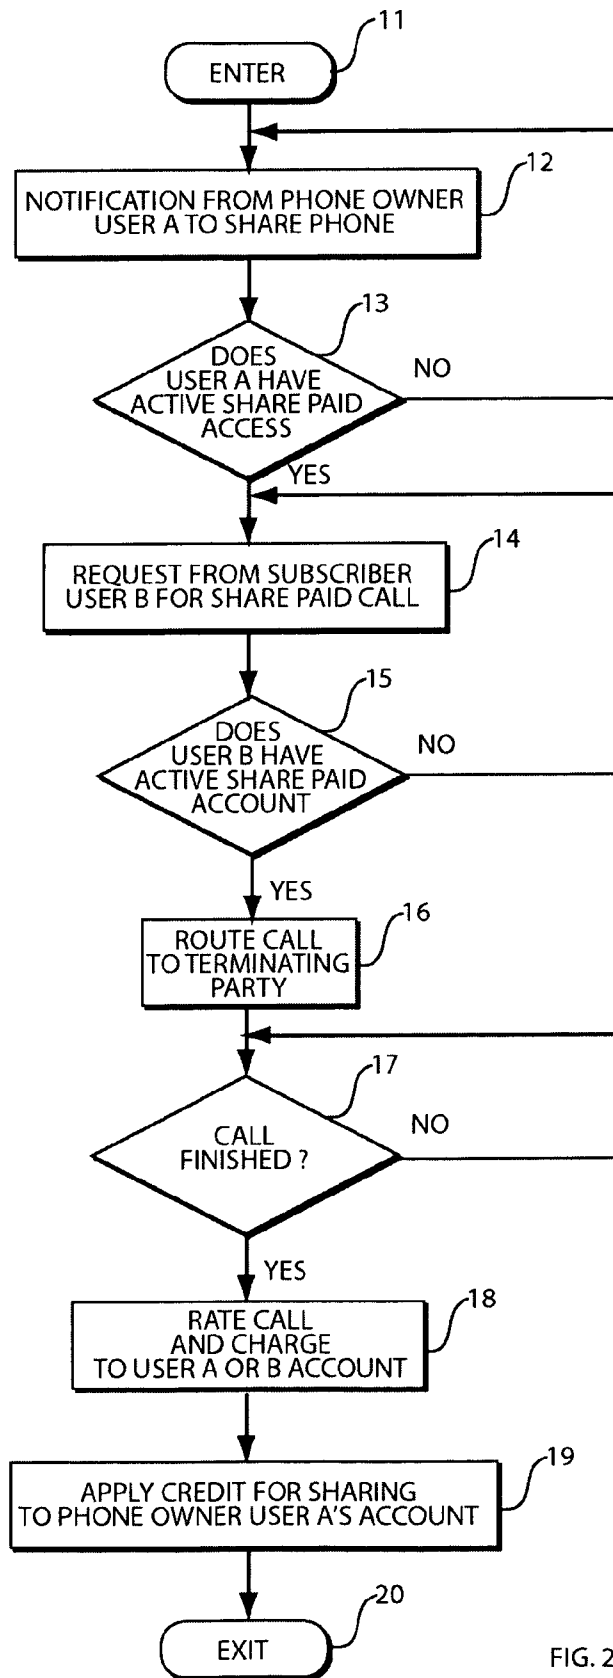 11
ENTER
12
NOTIFICATION FROM PHONE OWNER
USER A TO SHARE PHONE
13
DOES
USER A HAVE
ACTIVE SHARE PAID
ACCESS
NO
YES
14
REQUEST FROM SUBSCRIBER
USER B FOR SHARE PAID CALL
15
DOES
USER B HAVE
ACTIVE SHARE PAID
ACCOUNT
NO
YES
16
ROUTE CALL
TO TERMINATING
PARTY
17
CALL
FINISHED ?
NO
YES
18
RATE CALL
AND CHARGE
TO USER A OR B ACCOUNT
19
APPLY CREDIT FOR SHARING
TO PHONE OWNER USER A'S ACCOUNT
20
EXIT
FIG. 2